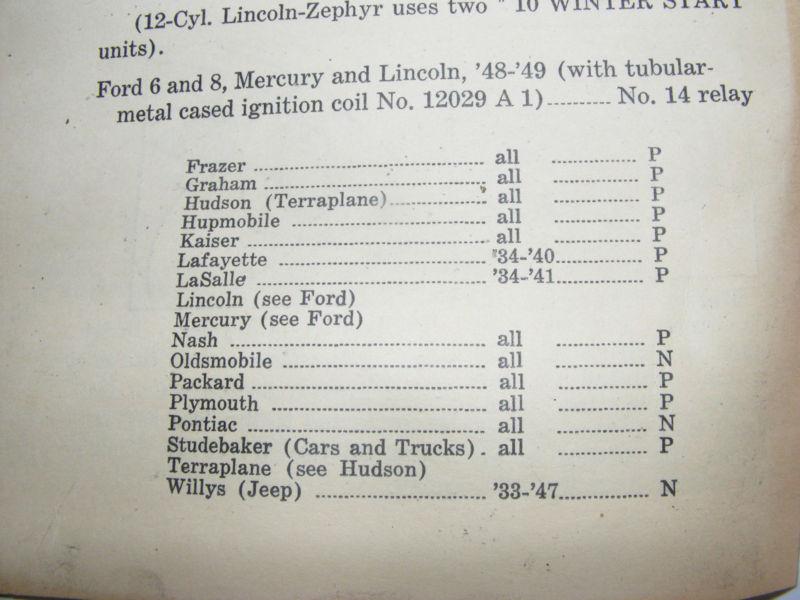 (12-Cyl. Lincoln-Zephyr uses two " 10 WINTER START
units).
Ford 6 and 8, Mercury and Lincoln, '48-'49 (with tubular-
metal cased ignition coil No. 12029 A 1).......... No. 14 relay
Frazer ........................ all .............. P
Graham ........................ all .............. P
Hudson (Terraplane)............ all .............. P
Hupmobile ..................... all .............. P
Kaiser ........................ all .............. P
Lafayette ..................... '34-'40.............. P
LaSalle ....................... '34-'41.............. P
Lincoln (see Ford)
Mercury (see Ford)
Nash .......................... all .............. P
Oldsmobile .................... all .............. N
Packard ....................... all .............. P
Plymouth ...................... all .............. P
Pontiac ....................... all .............. N
Studebaker (Cars and Trucks). all .............. P
Terraplane (see Hudson)
Willys (Jeep) ................. '33-'47.............. N